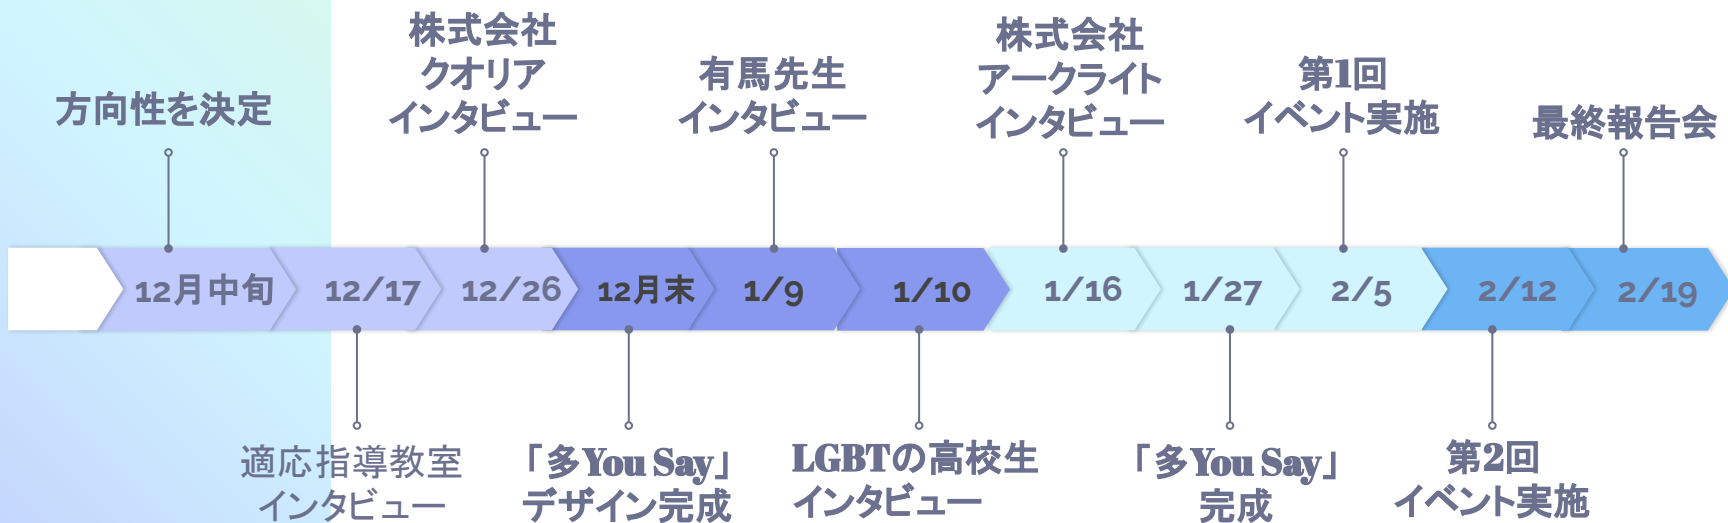 方向性を決定
株式会社
クオリア
インタビュー
有馬先生
インタビュー
株式会社
アークライト
インタビュー
第1回
イベント実施
最終報告会
12月中旬
12/17
12/26
12月末
1/9
1/10
1/16
1/27
2/5
2/12
2/19
適応指導教室
インタビュー
「多You Say」
デザイン完成
LGBTの高校生
インタビュー
「多You Say」
完成
第2回
イベント実施